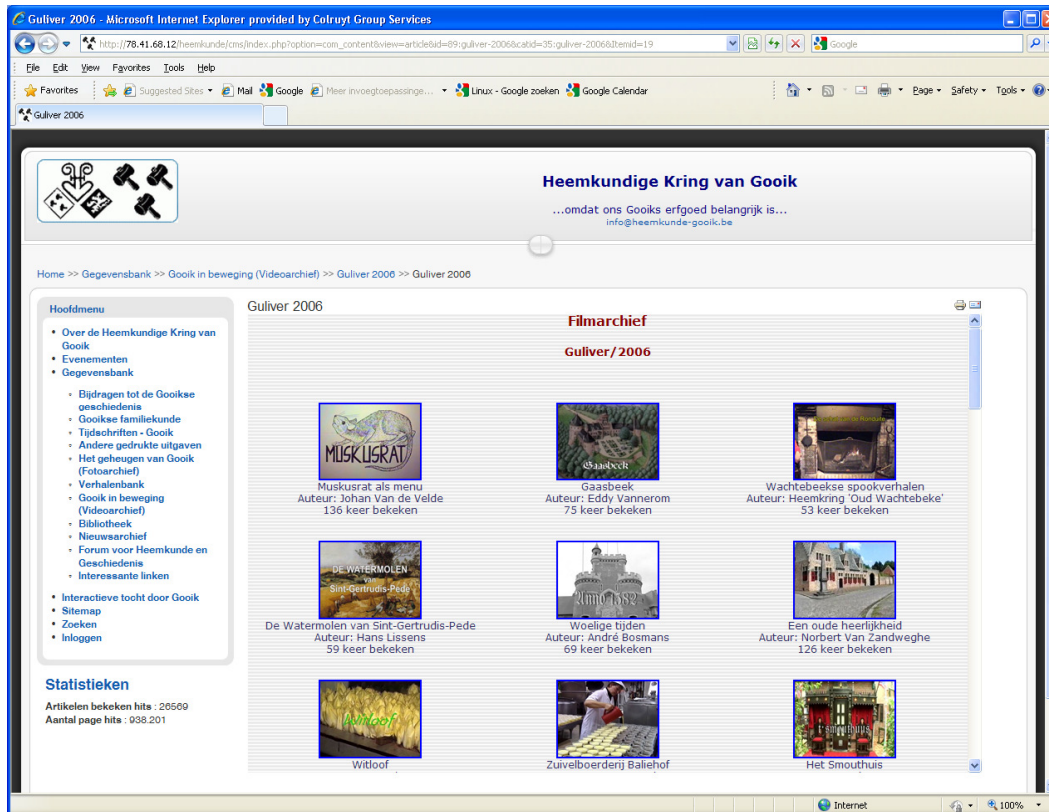 Guliver 2006 - Microsoft Internet Explorer provided by Colruyt Group Services
http://78.41.68.12/heemkunde/cms/index.php?option=com_content&view=article&id=89:guliver-2006&catid=35:guliver-2006&Itemid=19
Google
File Edit View Favorites Tools Help
Favorites Suggested Sites Mail Google Meer invoegtoepassinge... Linux - Google zoeken Google Calendar Page Safety Tools
Guliver 2006
Heemkundige Kring van Gooik
...omdat ons Gooiks erfgoed belangrijk is...
info@heemkunde-gooik.be
Home >> Gegevensbank >> Gooik in beweging (Videoarchief) >> Guliver 2006 >> Guliver 2006
Hoofdmenu
Over de Heemkundige Kring van
Gooik
Evenementen
Gegevensbank
Bijdragen tot de Gooikse
geschiedenis
Gooikse familiekunde
Tijdschriften - Gooik
Andere gedrukte uitgaven
Het geheugen van Gooik
(Fotoarchief)
Verhalenbank
Gooik in beweging
(Videoarchief)
Bibliotheek
Nieuwsarchief
Forum voor Heemkunde en
Geschiedenis
Interessante linken
Interactieve tocht door Gooik
Sitemap
Zoeken
Inloggen
Statistieken
Artikelen bekeken hits : 26569
Aantal page hits : 938.201
Guliver 2006
Filmarchief
Guliver/2006
MUSKUSRAT
Gaasbeek
Muskusrat als menu
Auteur: Johan Van de Velde
136 keer bekeken
Gaasbeek
Auteur: Eddy Vannerom
75 keer bekeken
Wachtebeekse spookverhalen
Auteur: Heemkring 'Oud Wachtebeke'
53 keer bekeken
DE WATERMOLEN
van
Sint-Gertrudis-Pede
Anno 1382
De Watermolen van Sint-Gertrudis-Pede
Auteur: Hans Lissens
59 keer bekeken
Woelige tijden
Auteur: André Bosmans
69 keer bekeken
Een oude heerlijkheid
Auteur: Norbert Van Zandweghe
126 keer bekeken
Witloof
't smouthuis
Witloof
Zuivelboerderij Baliehof
Het Smouthuis
Internet
100%